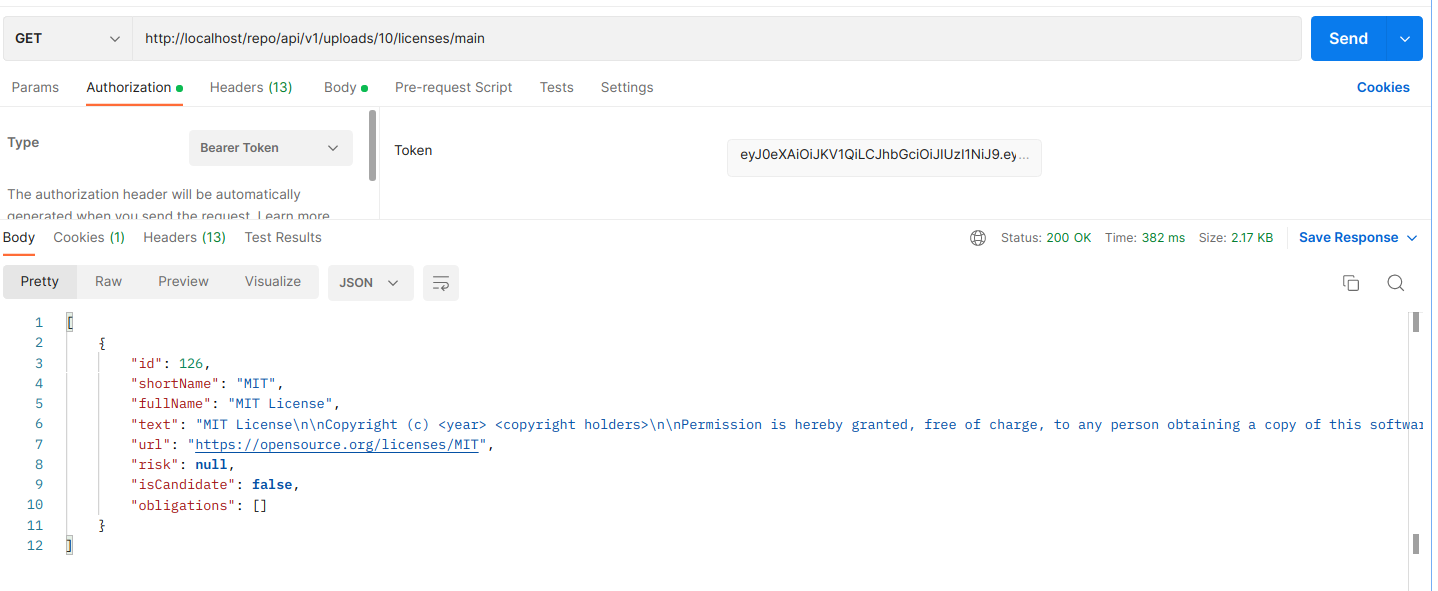 GET http://localhost/repo/api/v1/uploads/10/licenses/main Send
Params Authorization Headers (13) Body Pre-request Script Tests Settings Cookies
Type Bearer Token
The authorization header will be automatically
generated when you send the request. Learn more
Token eyJ0eXAiOiJKV1QiLCJhbGciOiJIUzI1NiJ9.ey...
Body Cookies (1) Headers (13) Test Results Status: 200 OK Time: 382 ms Size: 2.17 KB Save Response
Pretty Raw Preview Visualize JSON
1 [
2 {
3 "id": 126,
4 "shortName": "MIT",
5 "fullName": "MIT License",
6 "text": "MIT License\n\nCopyright (c) <year> <copyright holders>\n\nPermission is hereby granted, free of charge, to any person obtaining a copy of this softwar
7 "url": "https://opensource.org/licenses/MIT",
8 "risk": null,
9 "isCandidate": false,
10 "obligations": []
11 }
12 ]